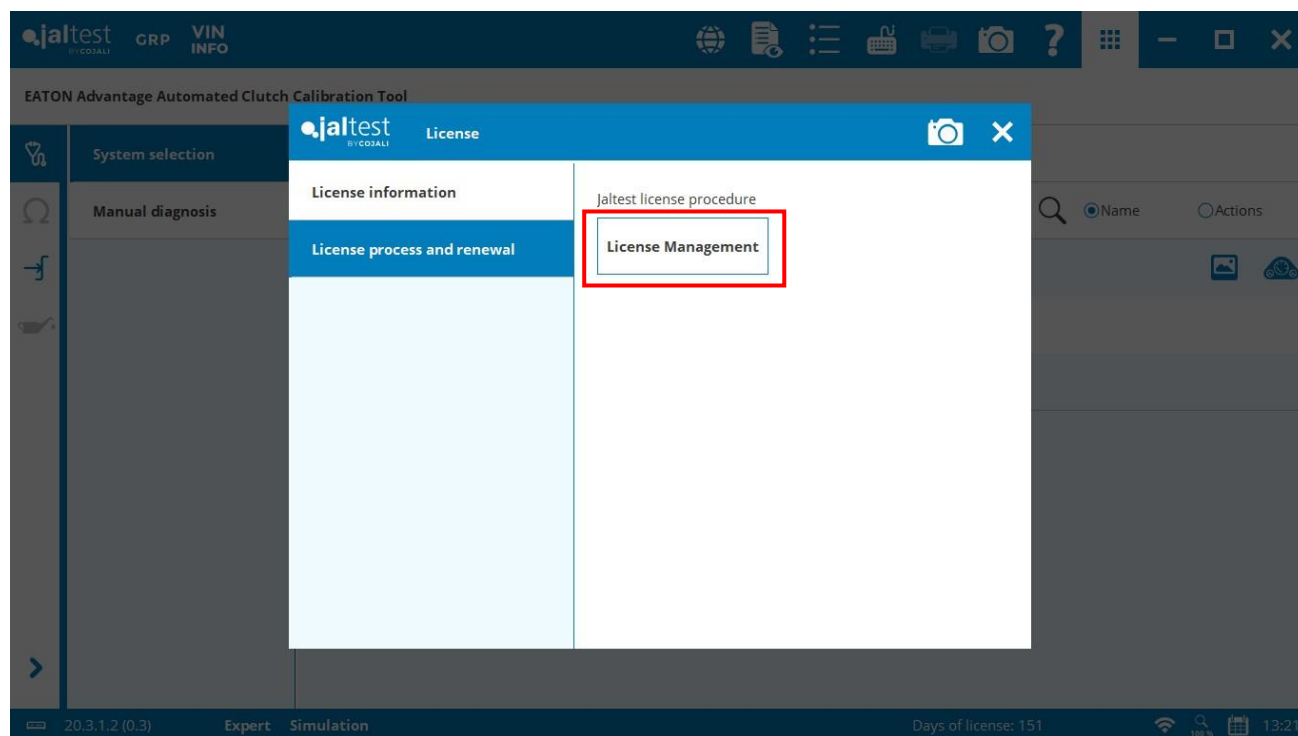 jaltest GRP VIN INFO
BY COJALI
EATON Advantage Automated Clutch Calibration Tool
jaltest License
BY COJALI
System selection
Manual diagnosis
License information
License process and renewal
Jaltest license procedure
License Management
Name Actions
20.3.1.2 (0.3) Expert Simulation Days of license: 151 100 % 13:21